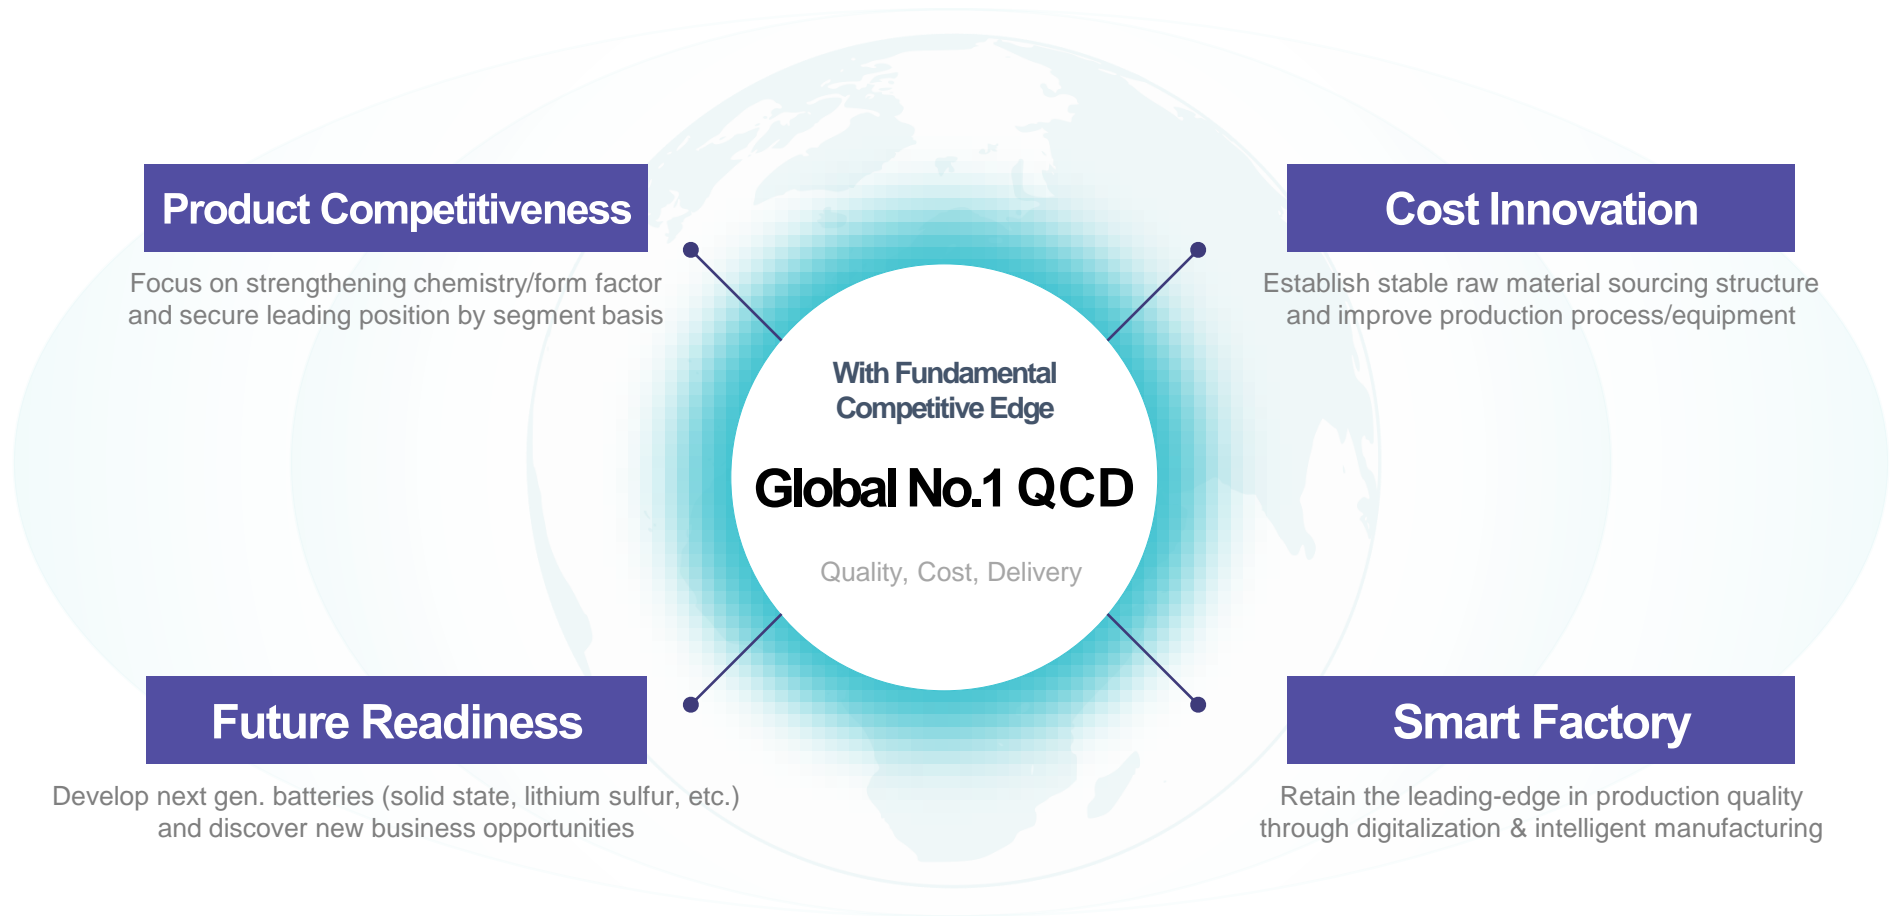 Product Competitiveness
Focus on strengthening chemistry/form factor
and secure leading position by segment basis
Cost Innovation
Establish stable raw material sourcing structure
and improve production process/equipment
With Fundamental
Competitive Edge
Global No.1 QCD
Quality, Cost, Delivery
Future Readiness
Develop next gen. batteries (solid state, lithium sulfur, etc.)
and discover new business opportunities
Smart Factory
Retain the leading-edge in production quality
through digitalization & intelligent manufacturing